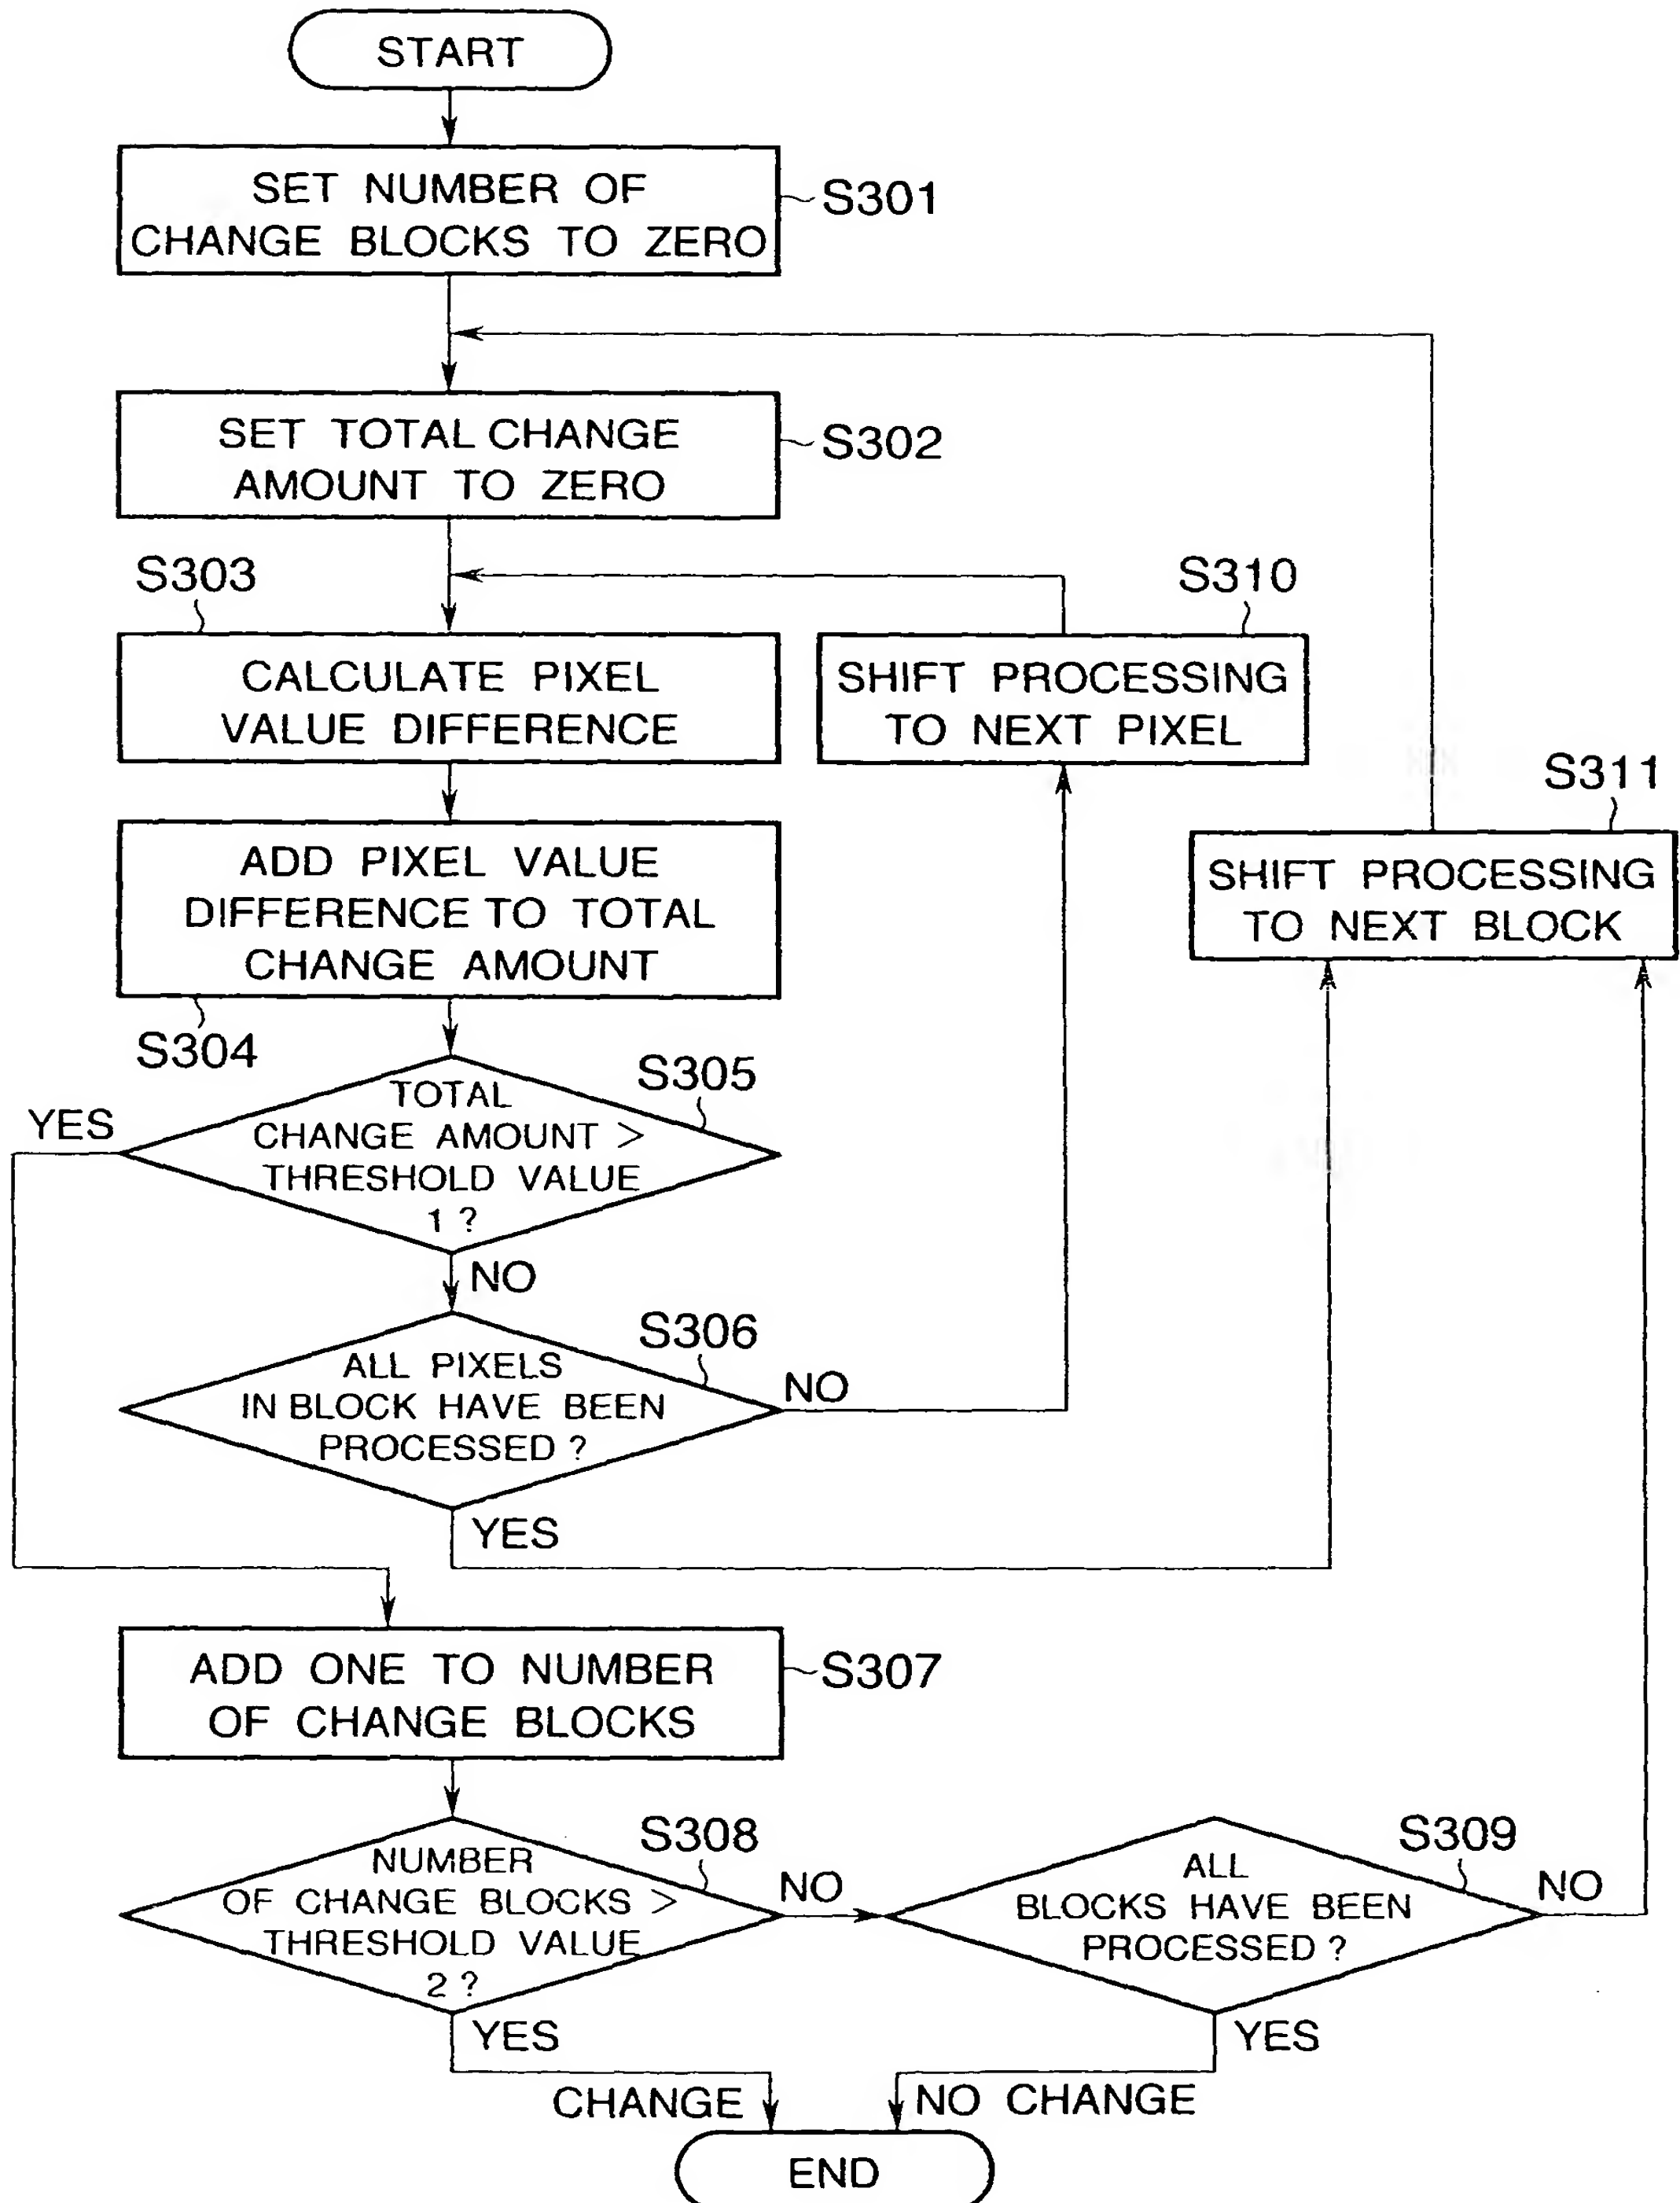 START
SET NUMBER OF
CHANGE BLOCKS TO ZERO
S301
SET TOTAL CHANGE
AMOUNT TO ZERO
S302
S303
CALCULATE PIXEL
VALUE DIFFERENCE
S310
SHIFT PROCESSING
TO NEXT PIXEL
S311
SHIFT PROCESSING
TO NEXT BLOCK
ADD PIXEL VALUE
DIFFERENCE TO TOTAL
CHANGE AMOUNT
S304
S305
TOTAL
CHANGE AMOUNT >
THRESHOLD VALUE
1 ?
YES
NO
S306
ALL PIXELS
IN BLOCK HAVE BEEN
PROCESSED ?
NO
YES
ADD ONE TO NUMBER
OF CHANGE BLOCKS
S307
S308
NUMBER
OF CHANGE BLOCKS >
THRESHOLD VALUE
2 ?
NO
YES
S309
ALL
BLOCKS HAVE BEEN
PROCESSED ?
NO
YES
CHANGE
NO CHANGE
END